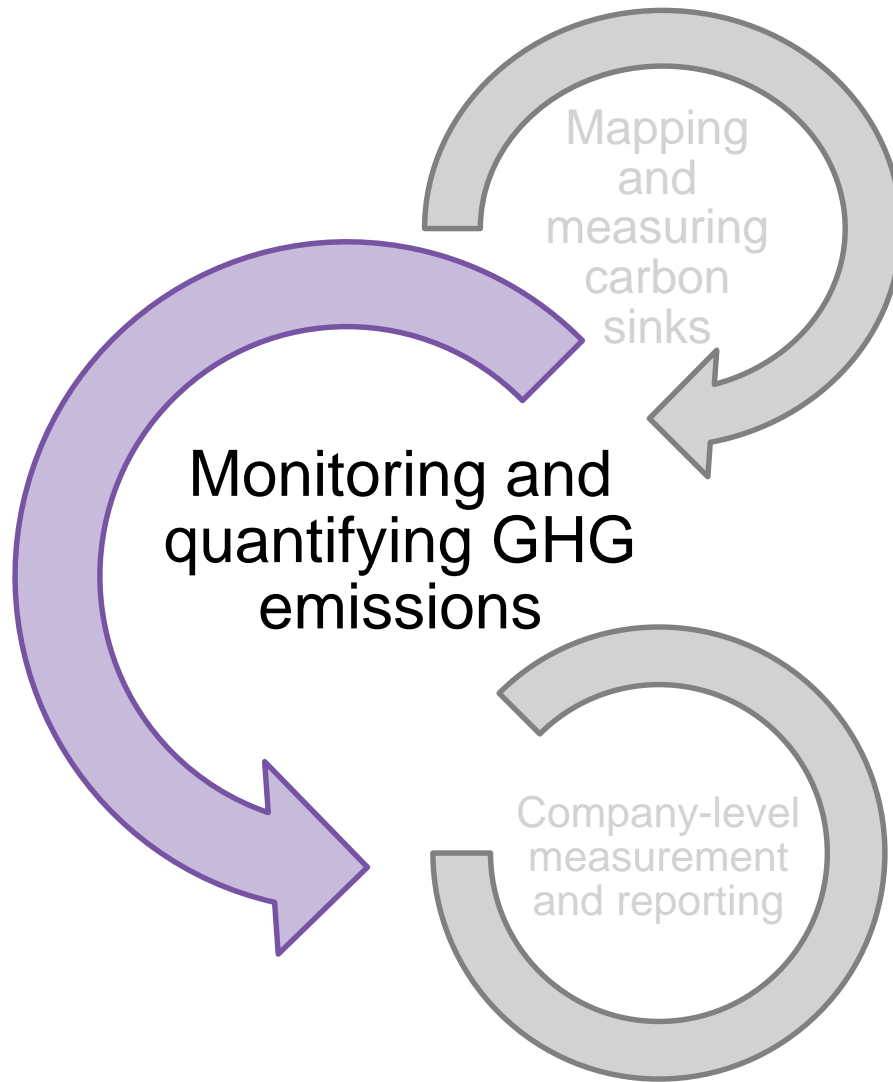 Mapping
and
measuring
carbon
sinks
Monitoring and
quantifying GHG
emissions
Company-level
measurement
and reporting